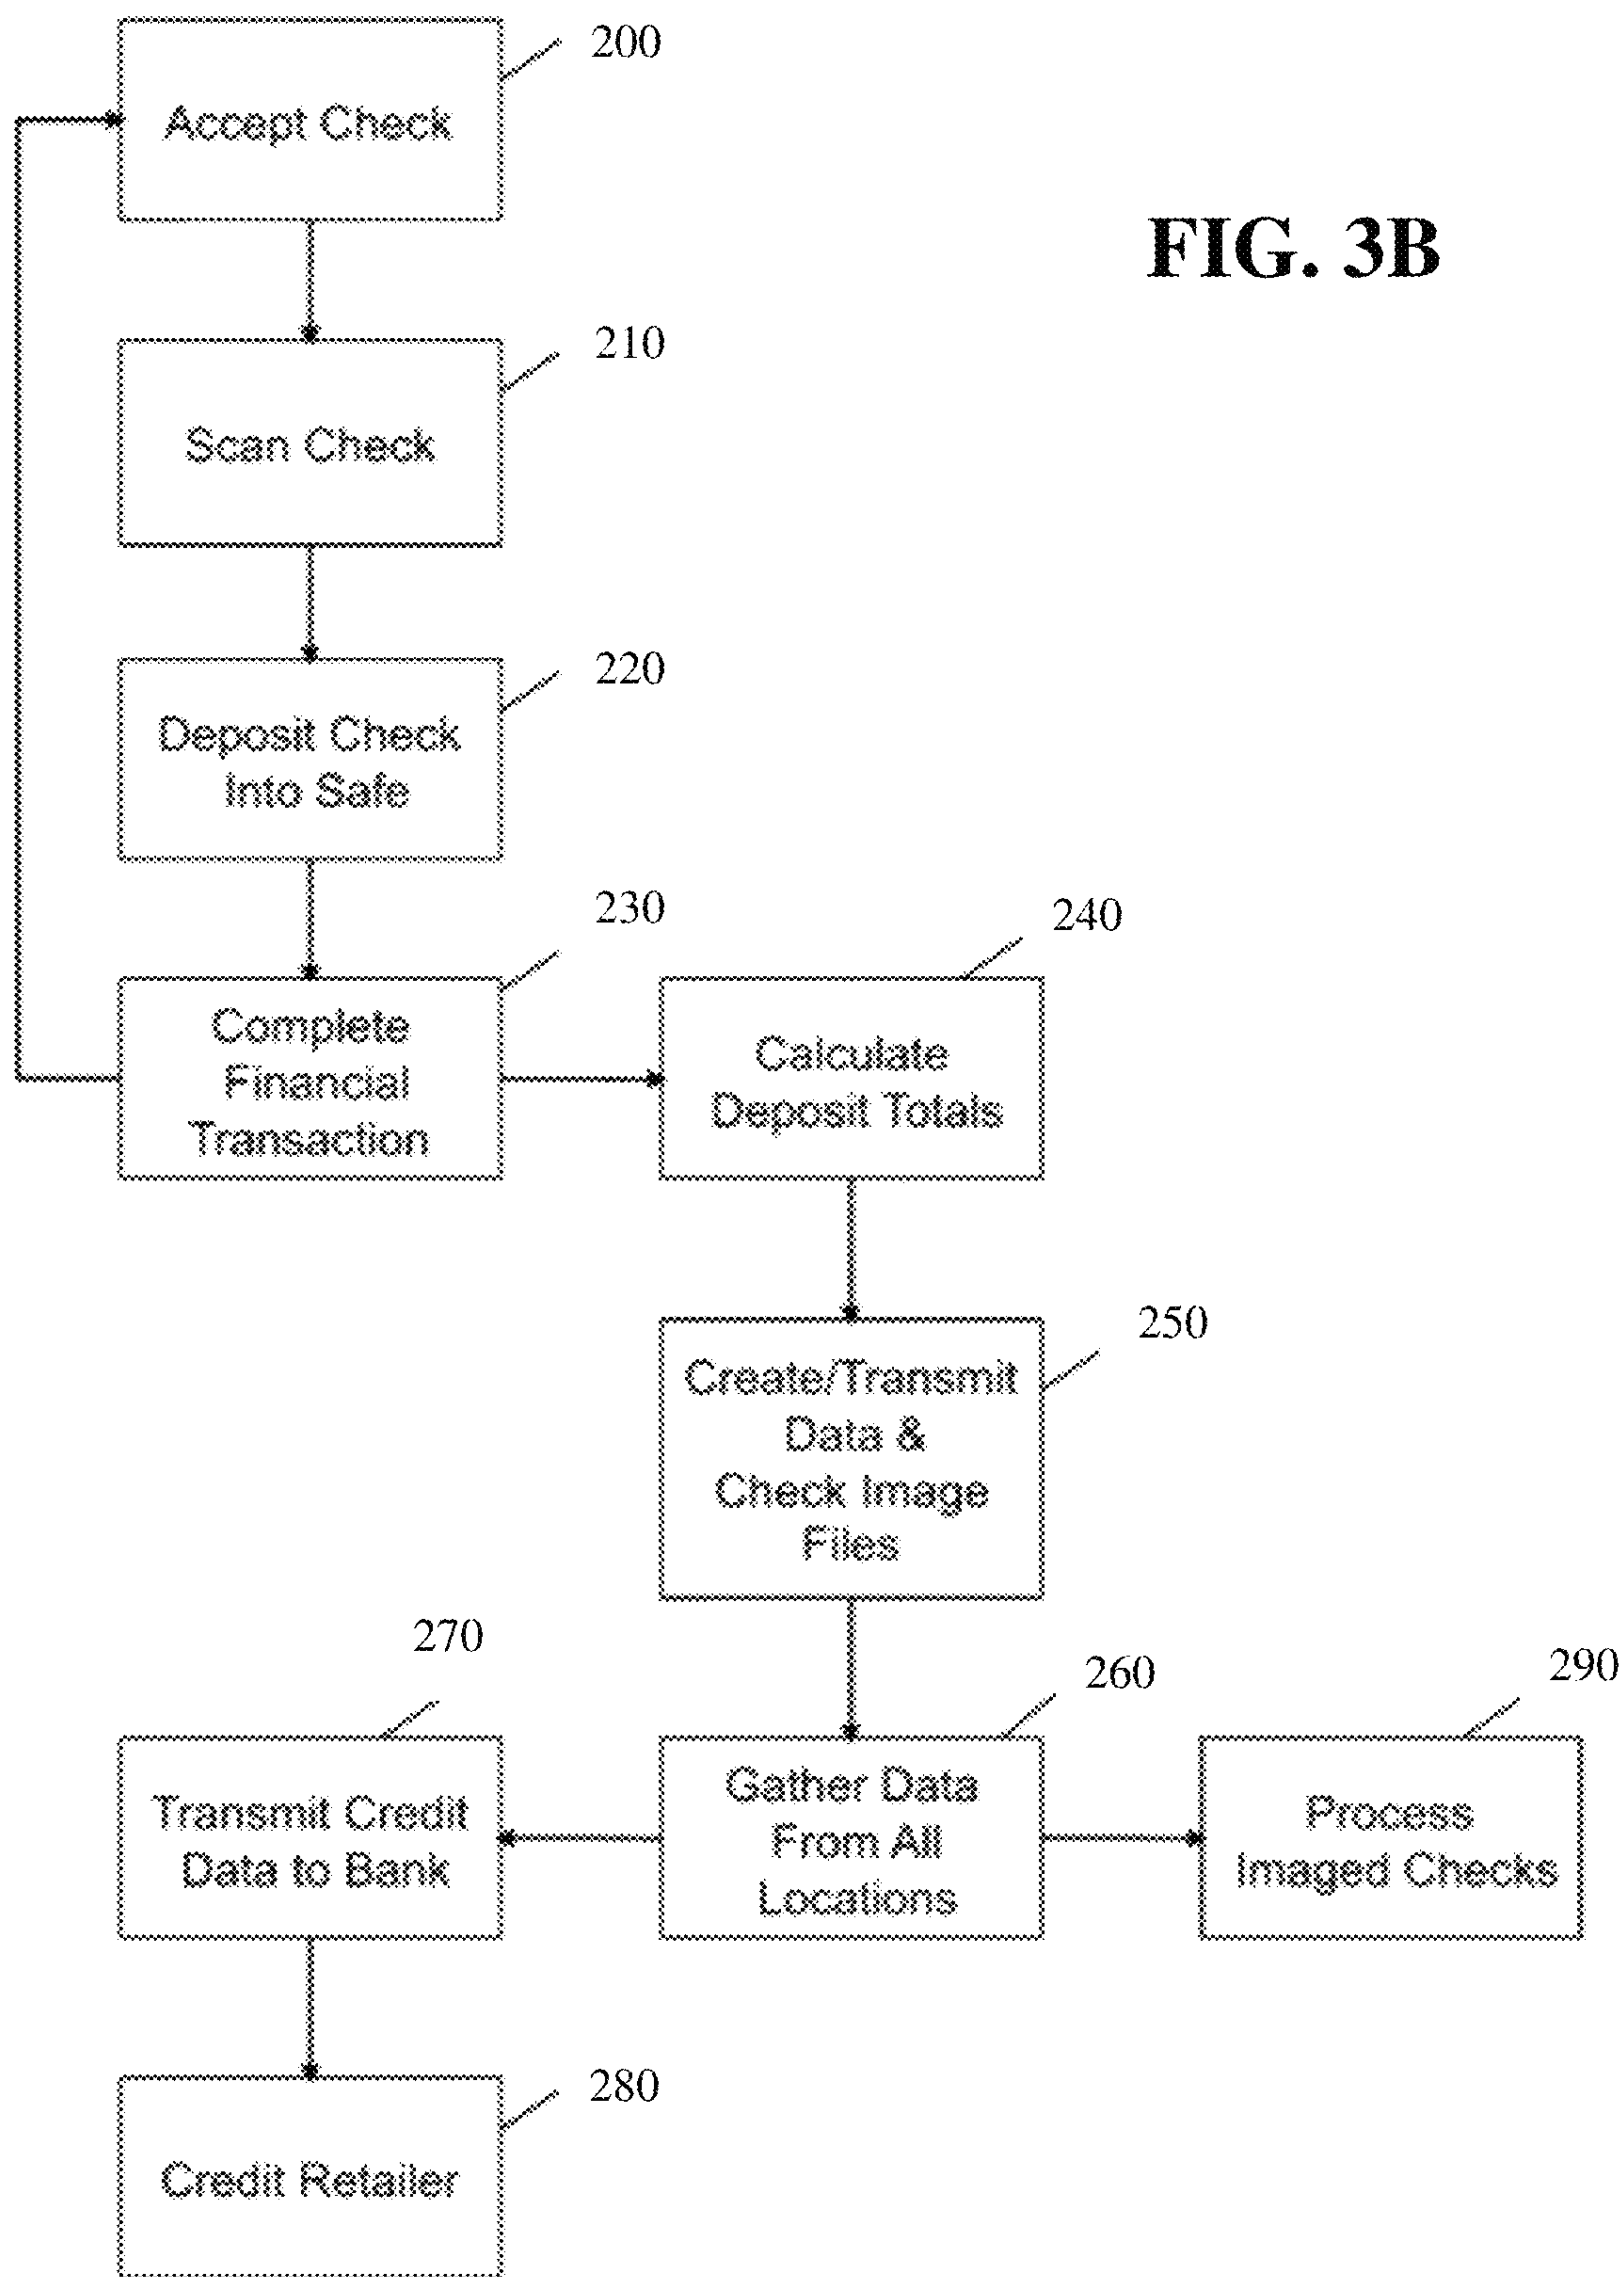 200
Accept Check
FIG. 3B
210
Scan Check
220
Deposit Check
Into Safe
230
Complete
Financial
Transaction
240
Calculate
Deposit Totals
250
Create/Transmit
Data &
Check Image
Files
270
Transmit Credit
Data to Bank
260
Gather Data
From All
Locations
290
Process
Imaged Checks
280
Credit Retailer